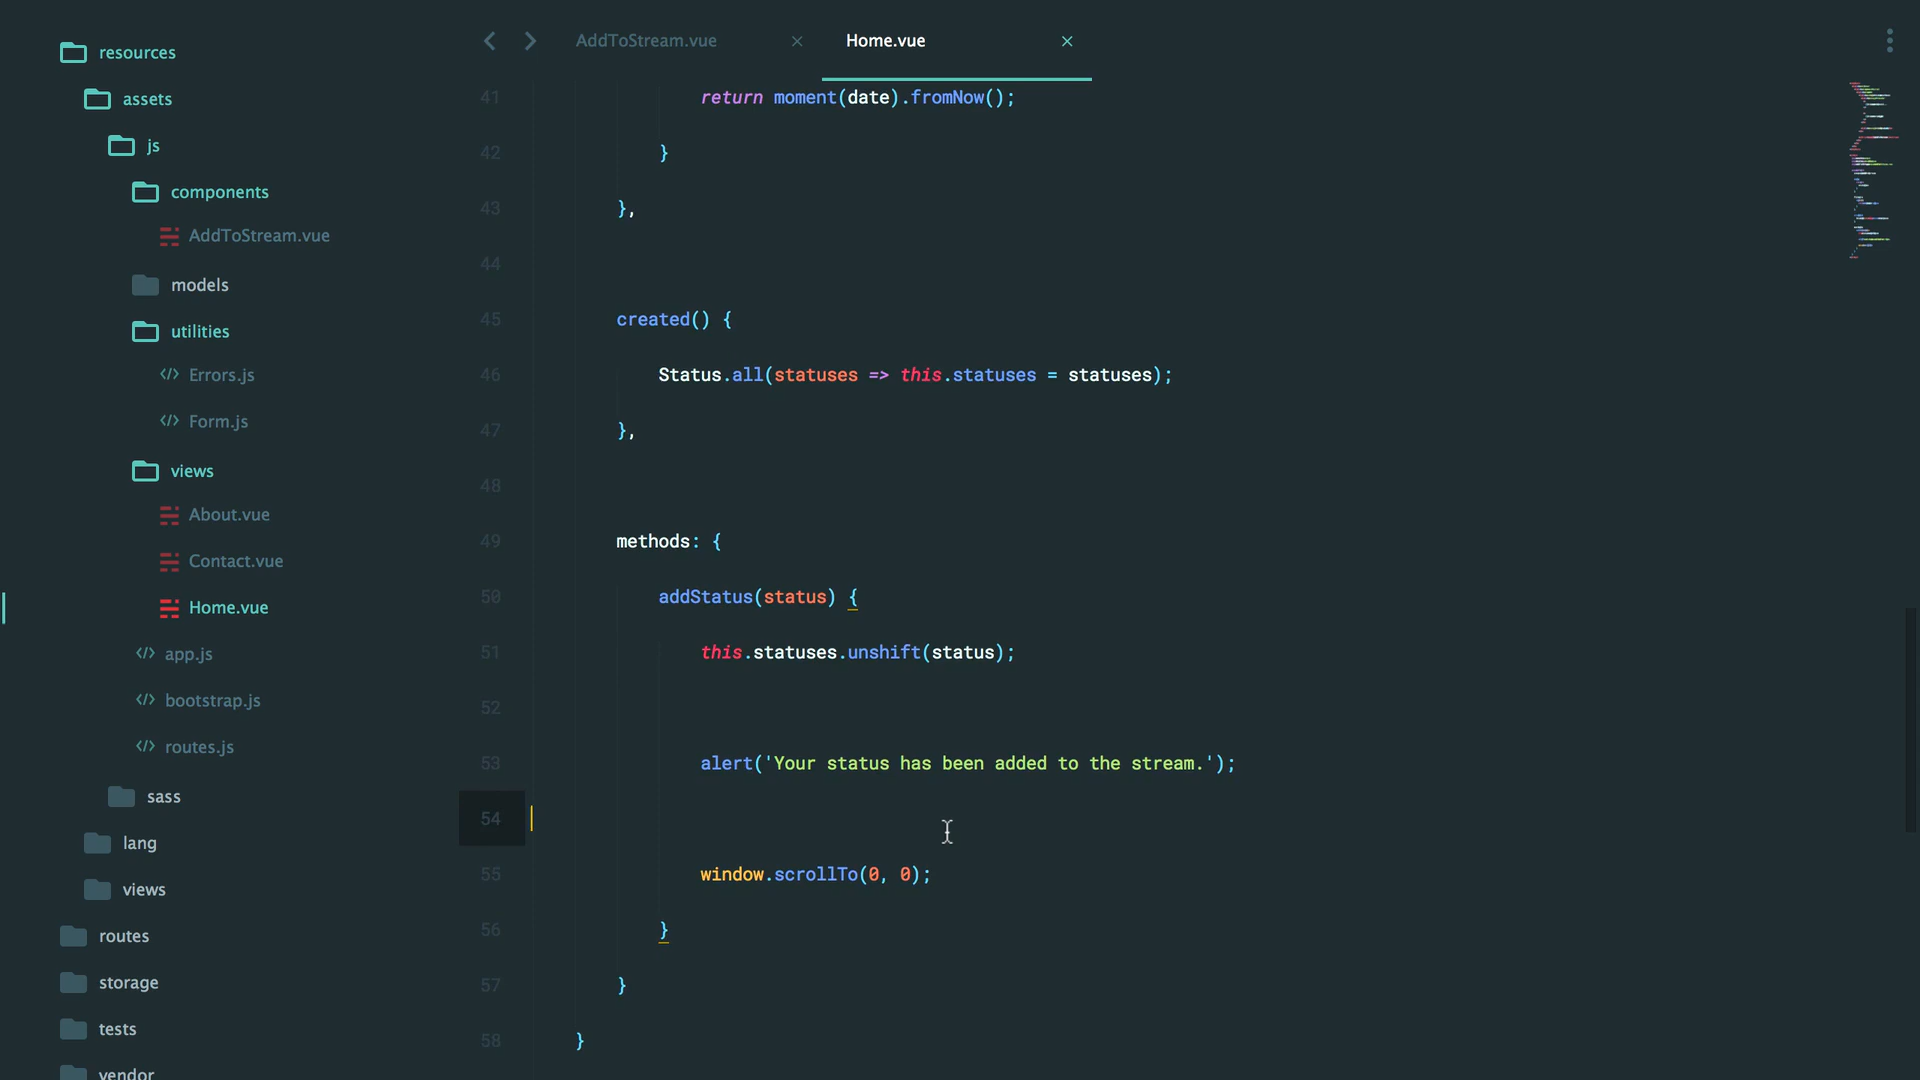 resources
assets
js
components
AddToStream.vue
models
utilities
Errors.js
Form.js
views
About.vue
Contact.vue
Home.vue
app.js
bootstrap.js
routes.js
sass
lang
views
routes
storage
tests
vendor
AddToStream.vue
Home.vue
41 return moment(date).fromNow();
42 }
43 },
44
45 created() {
46 Status.all(statuses => this.statuses = statuses);
47 },
48
49 methods: {
50 addStatus(status) {
51 this.statuses.unshift(status);
52
53 alert('Your status has been added to the stream.');
54
55 window.scrollTo(0, 0);
56 }
57 }
58 }